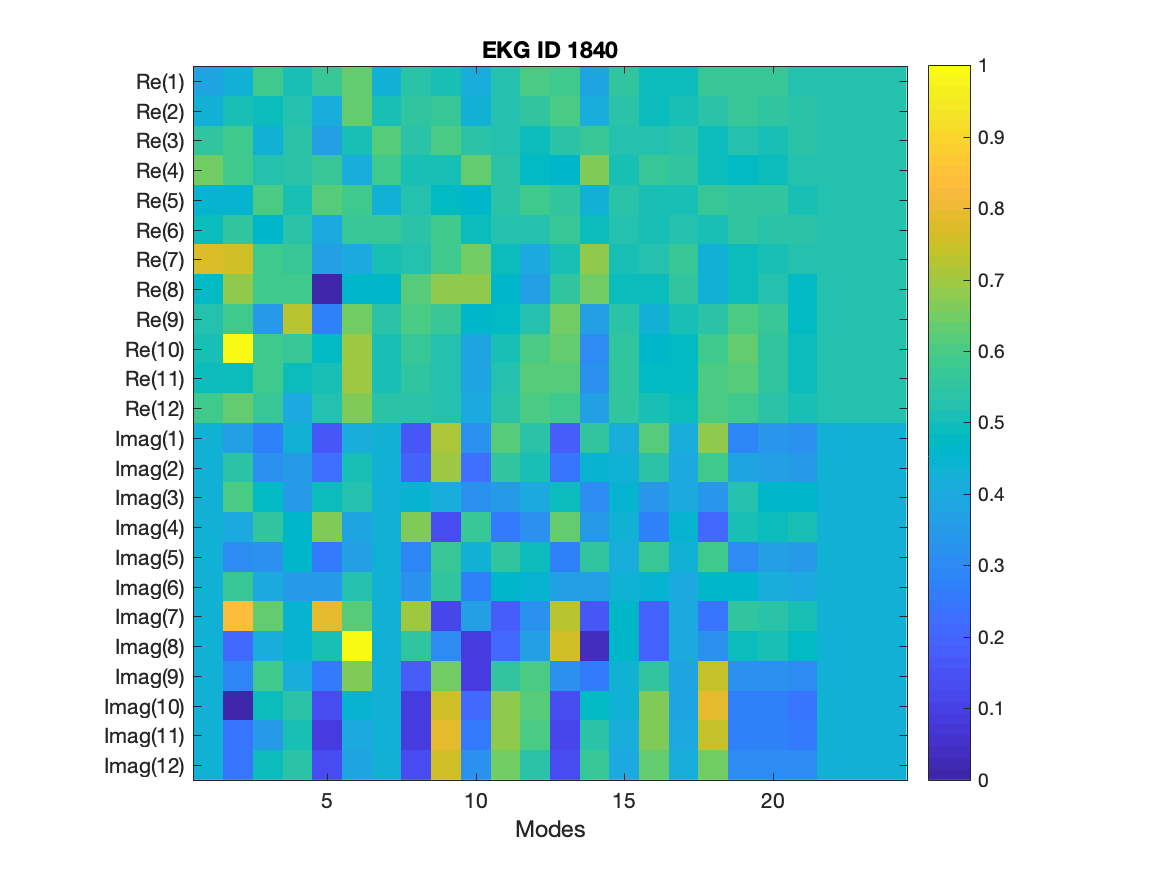 EKG ID 1840
Re(1)
Re(2)
Re(3)
Re(4)
Re(5)
Re(6)
Re(7)
Re(8)
Re(9)
Re(10)
Re(11)
Re(12)
Imag(1)
Imag(2)
Imag(3)
Imag(4)
Imag(5)
Imag(6)
Imag(7)
Imag(8)
Imag(9)
Imag(10)
Imag(11)
Imag(12)
5 10 15 20
Modes
1
0.9
0.8
0.7
0.6
0.5
0.4
0.3
0.2
0.1
0